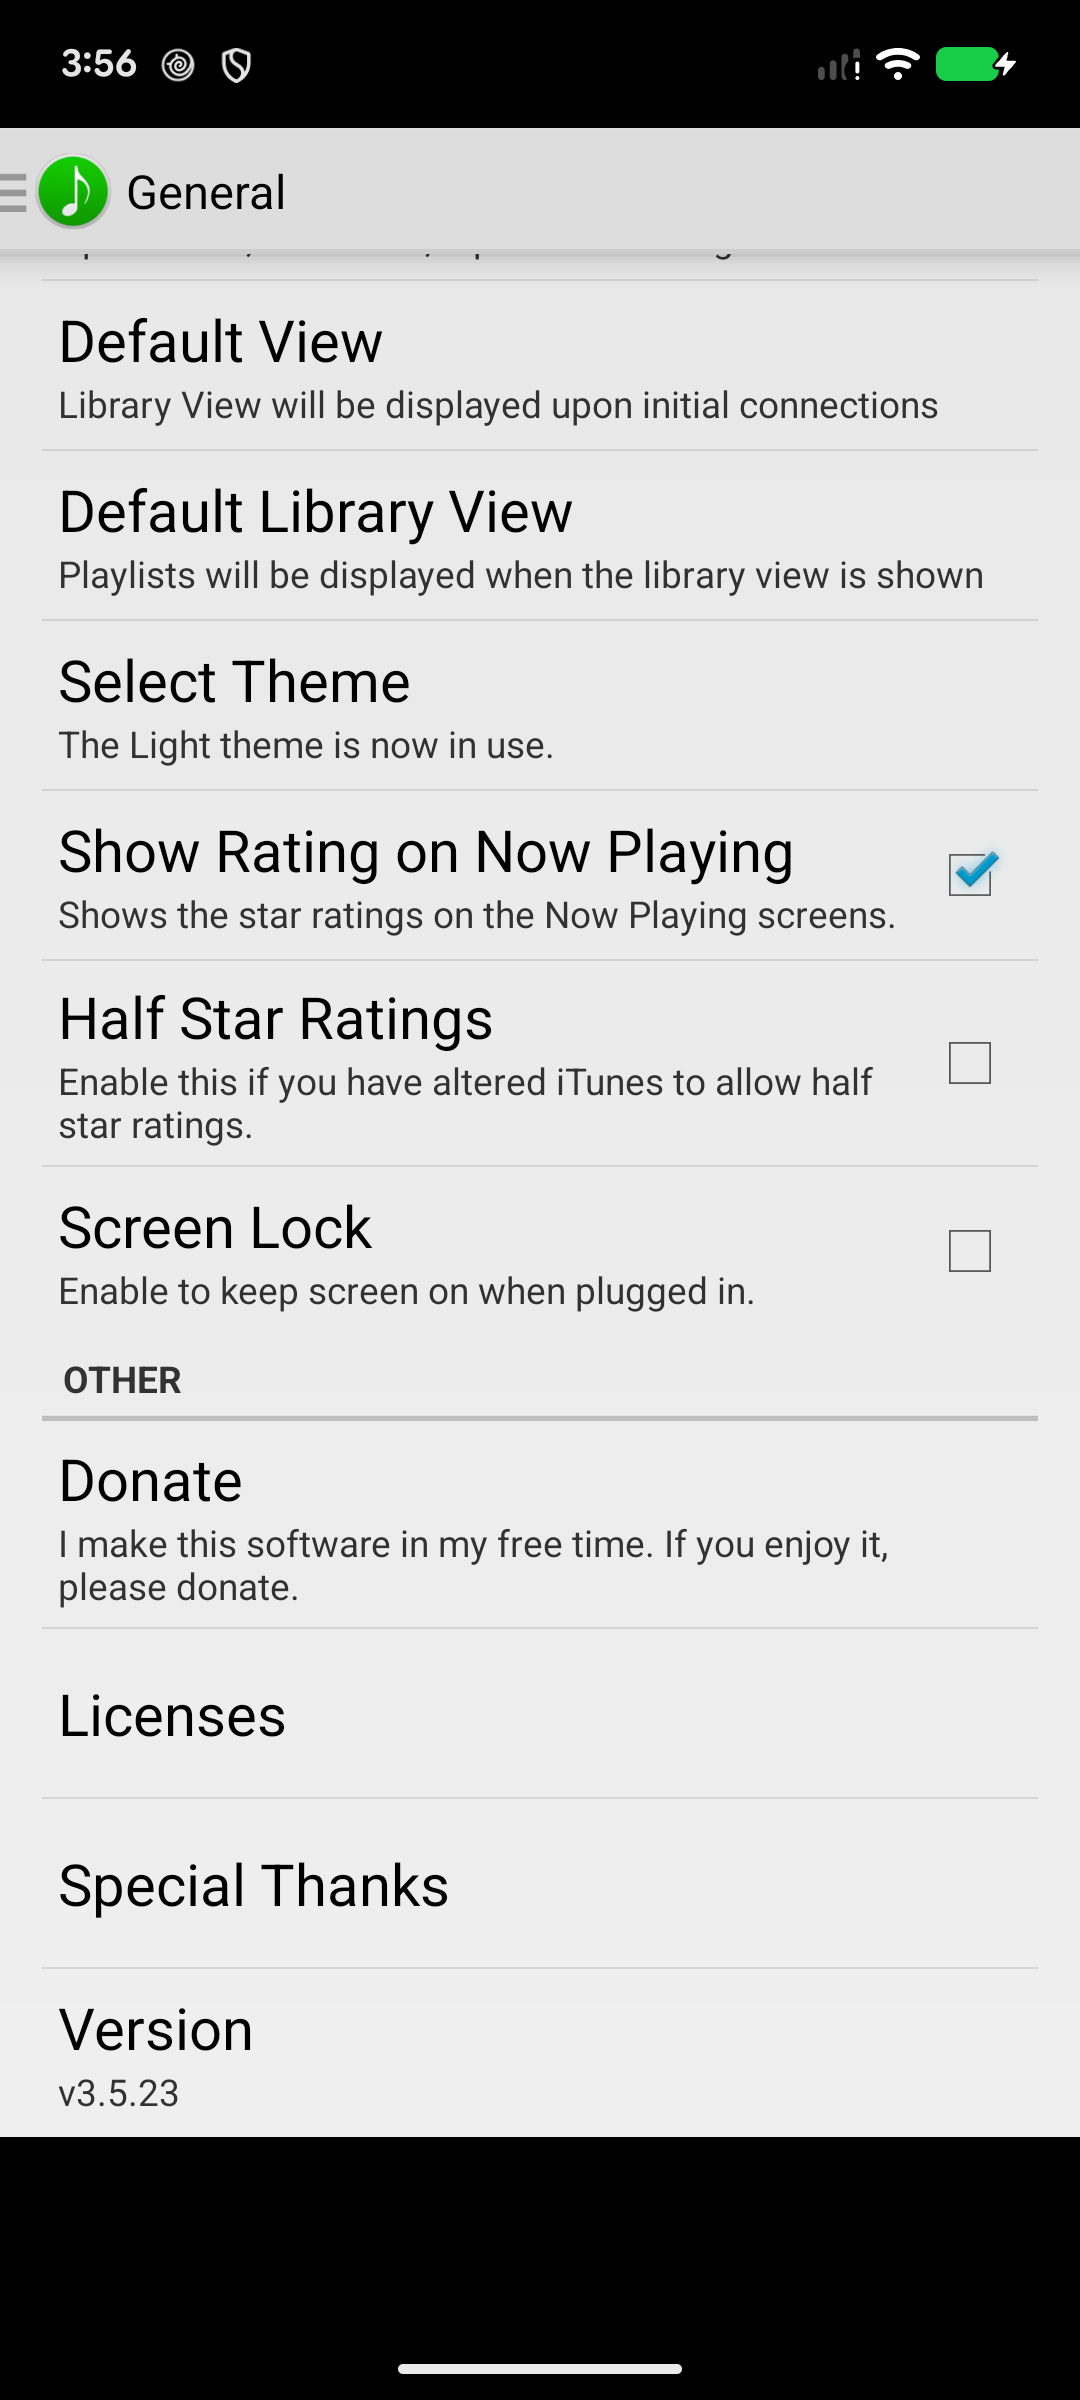 3:56
General
Default View
Library View will be displayed upon initial connections
Default Library View
Playlists will be displayed when the library view is shown
Select Theme
The Light theme is now in use.
Show Rating on Now Playing
Shows the star ratings on the Now Playing screens.
Half Star Ratings
Enable this if you have altered iTunes to allow half
star ratings.
Screen Lock
Enable to keep screen on when plugged in.
OTHER
Donate
I make this software in my free time. If you enjoy it,
please donate.
Licenses
Special Thanks
Version
v3.5.23